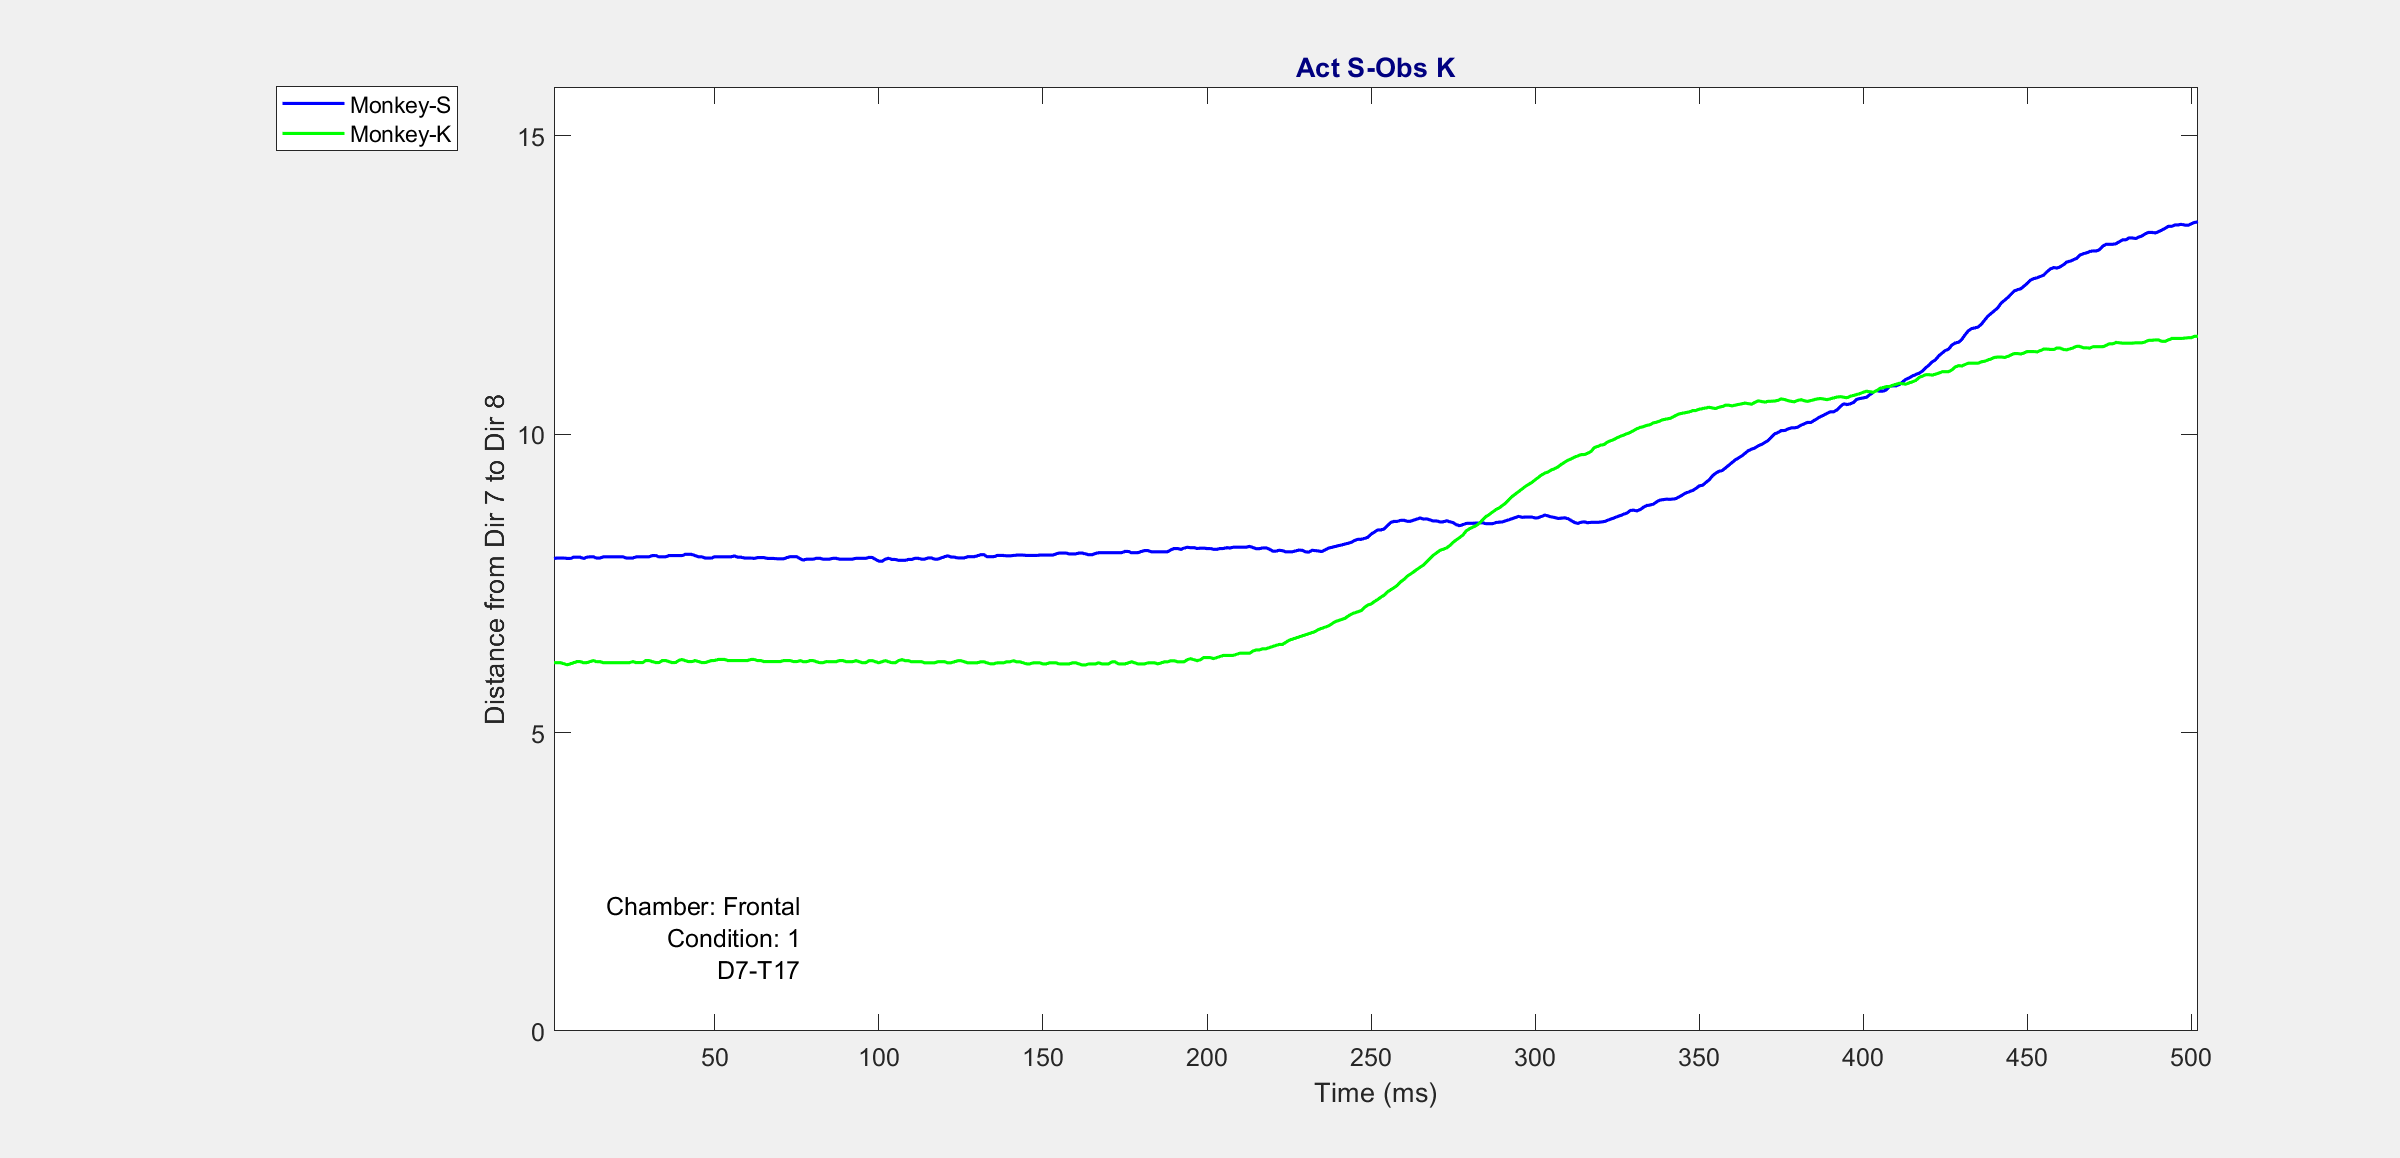 Act S-Obs K
Monkey-S
Monkey-K
15
10
5
0
Distance from Dir 7 to Dir 8
Chamber: Frontal
Condition: 1
D7-T17
50 100 150 200 250 300 350 400 450 500
Time (ms)